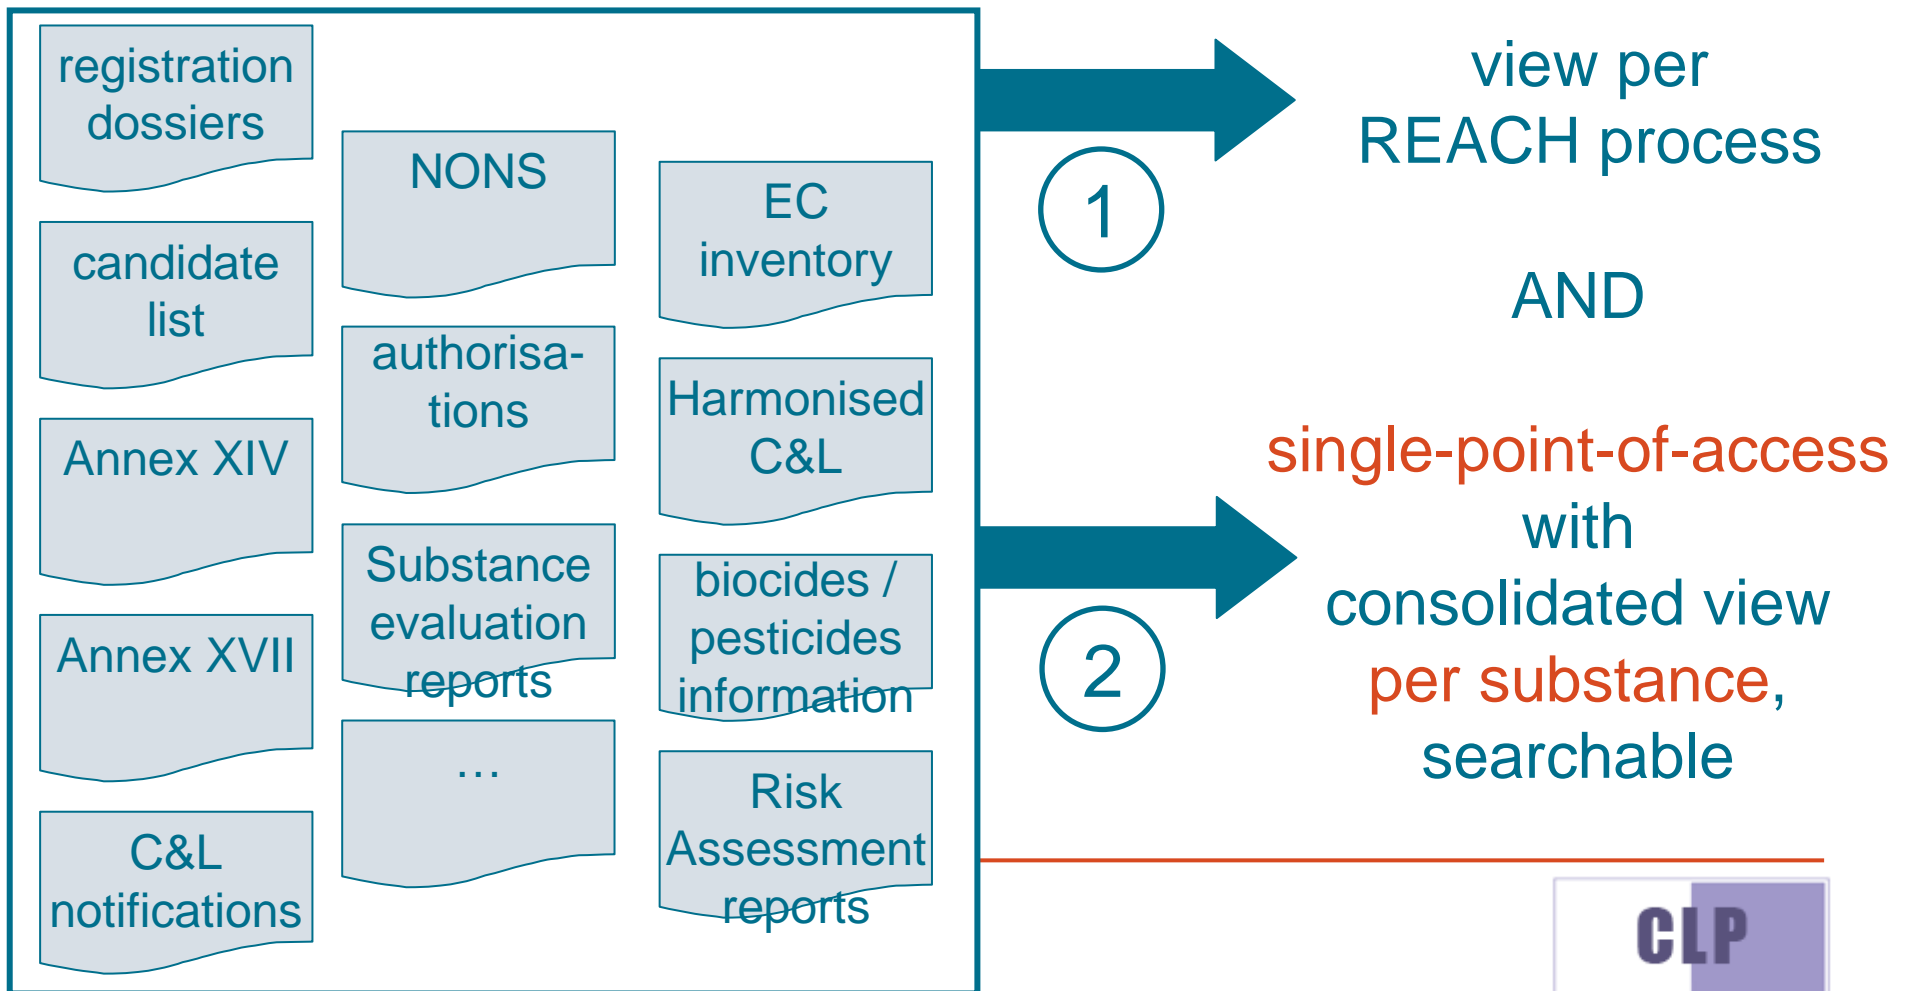 registration
dossiers
candidate
list
Annex XIV
Annex XVII
C&L
notifications
NONS
authorisa-
tions
Substance
evaluation
reports
…
EC
inventory
Harmonised
C&L
biocides /
pesticides
information
Risk
Assessment
reports
1
2
view per
REACH process
AND
single-point-of-access
with
consolidated view
per substance,
searchable
CLP